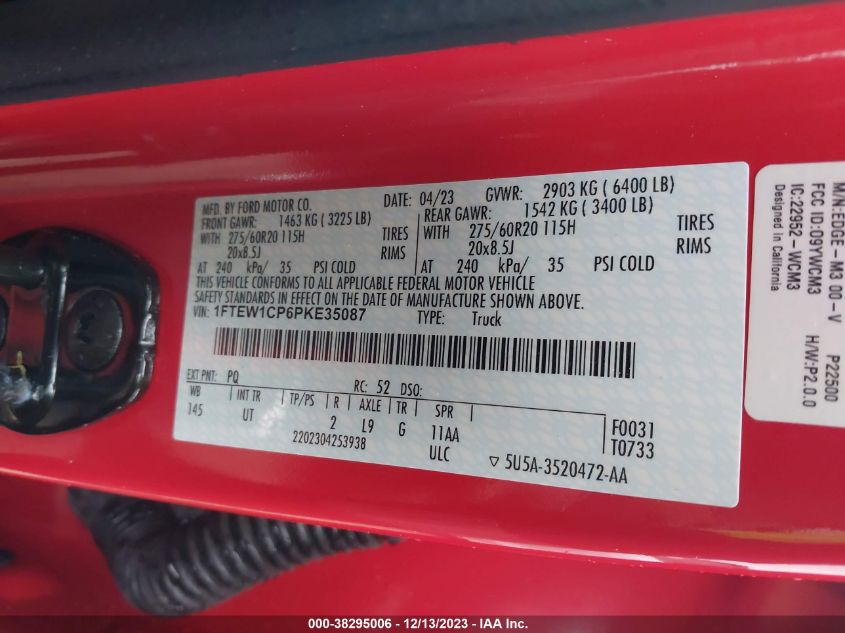 MFD. BY FORD MOTOR CO.
DATE: 04/23 GVWR: 2903 KG ( 6400 LB)
FRONT GAWR: 1463 KG ( 3225 LB)
REAR GAWR: 1542 KG ( 3400 LB)
WITH 275/60R20 115H TIRES
WITH 275/60R20 115H TIRES
20x8.5J RIMS
20x8.5J RIMS
AT 240 kPa/ 35 PSI COLD
AT 240 kPa/ 35 PSI COLD
THIS VEHICLE CONFORMS TO ALL APPLICABLE FEDERAL MOTOR VEHICLE
SAFETY STANDARDS IN EFFECT ON THE DATE OF MANUFACTURE SHOWN ABOVE.
VIN: 1FTEW1CP6PKE35087 TYPE: Truck
EXT PNT: PQ RC: 52 DSO:
WB INT TR TP/PS R AXLE TR SPR
145 UT 2 L9 G 11AA
F0031
T0733
2202304253938 ULC
▽ 5U5A-3520472-AA
M/N:EDGE-M3 00-V P22500
FCC ID:O9YWCM3 H/W:P2.0.0
IC:22952-WCM3
Designed in California
000-38295006 - 12/13/2023 - IAA Inc.